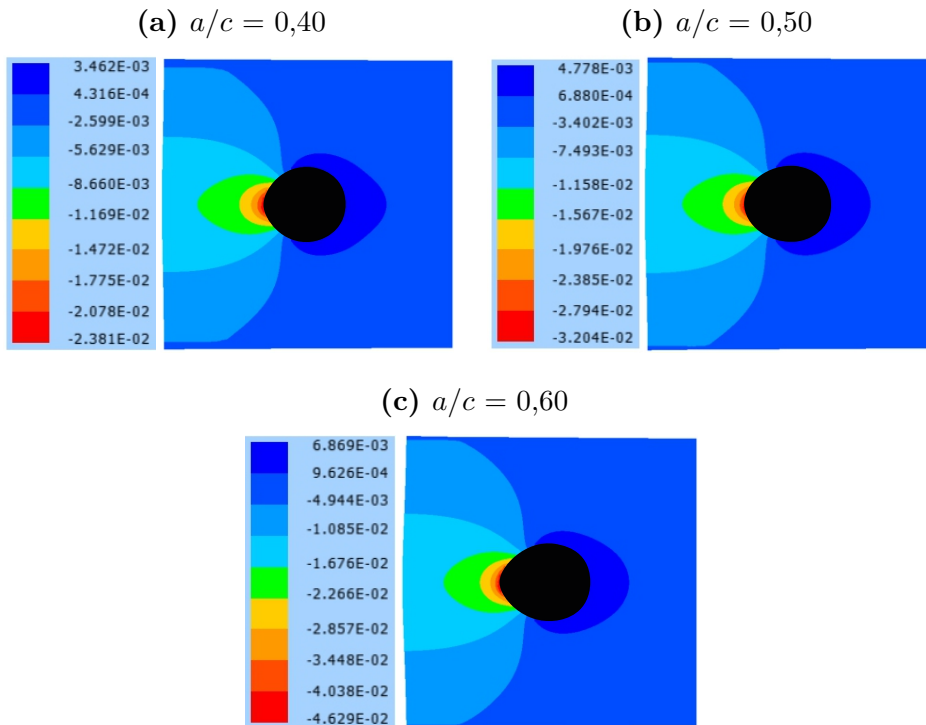 (a) a/c = 0,40
3.462E-03
4.316E-04
-2.599E-03
-5.629E-03
-8.660E-03
-1.169E-02
-1.472E-02
-1.775E-02
-2.078E-02
-2.381E-02
(b) a/c = 0,50
4.778E-03
6.880E-04
-3.402E-03
-7.493E-03
-1.158E-02
-1.567E-02
-1.976E-02
-2.385E-02
-2.794E-02
-3.204E-02
(c) a/c = 0,60
6.869E-03
9.626E-04
-4.944E-03
-1.085E-02
-1.676E-02
-2.266E-02
-2.857E-02
-3.448E-02
-4.038E-02
-4.629E-02